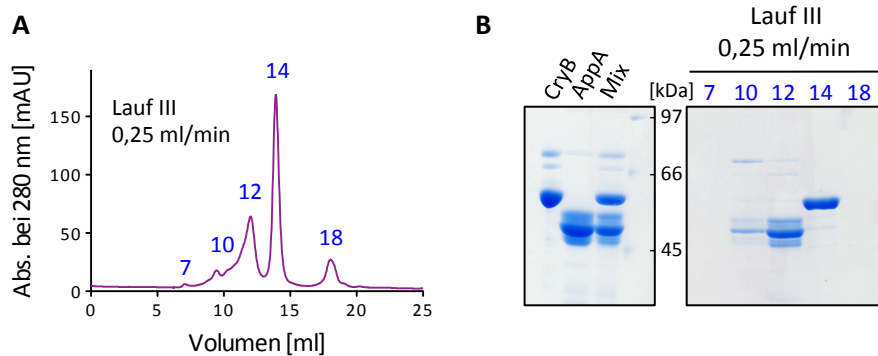 A
Abs. bei 280 nm [mAU]
150
100
50
0
0 5 10 15 20 25
Volumen [ml]
Lauf III
0,25 ml/min
7
10
12
14
18
B
CryB AppA Mix
[kDa]
97
66
45
Lauf III
0,25 ml/min
7 10 12 14 18